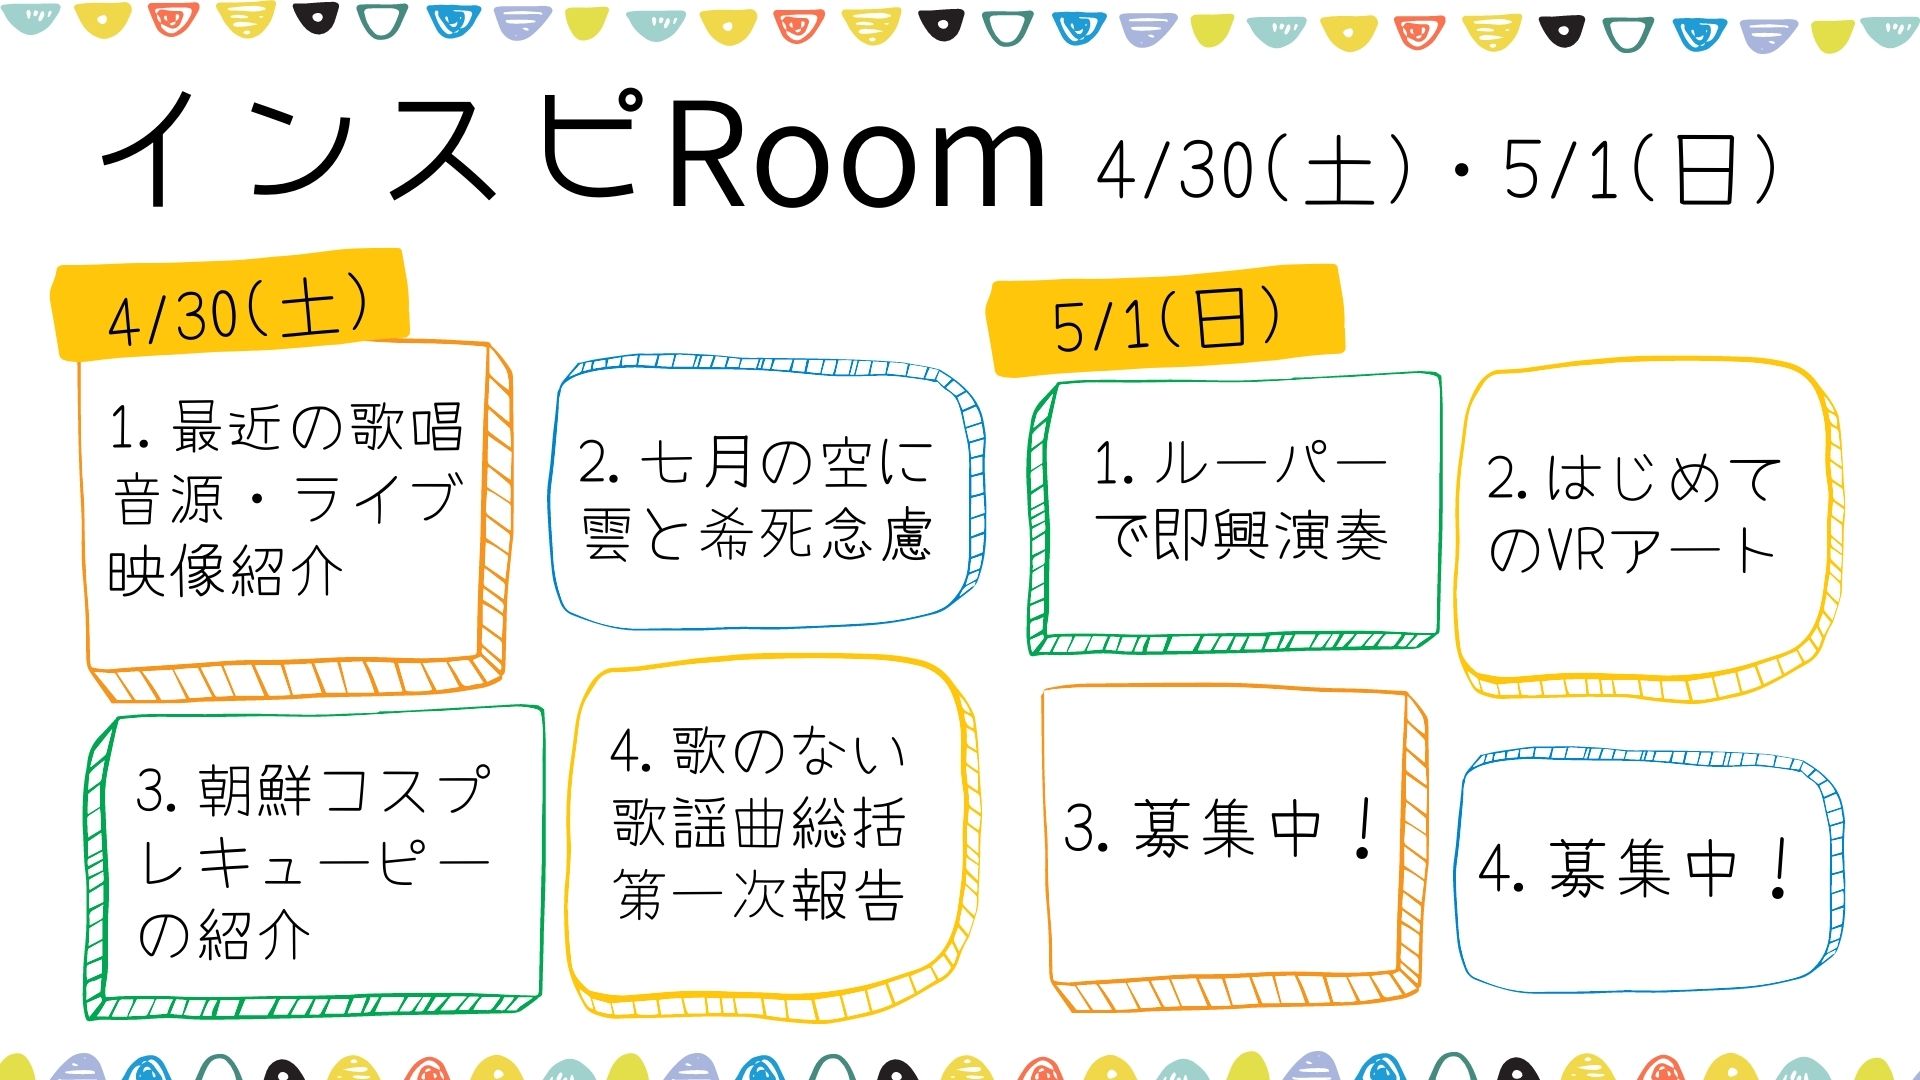 インスピRoom 4/30(土)・5/1(日)
4/30(土)
1. 最近の歌唱
音源・ライブ
映像紹介
2. 七月の空に
雲と希死念慮
3. 朝鮮コスプ
レキューピー
の紹介
4. 歌のない
歌謡曲総括
第一次報告
5/1(日)
1. ルーパー
で即興演奏
2. はじめて
のVRアート
3. 募集中！
4. 募集中！